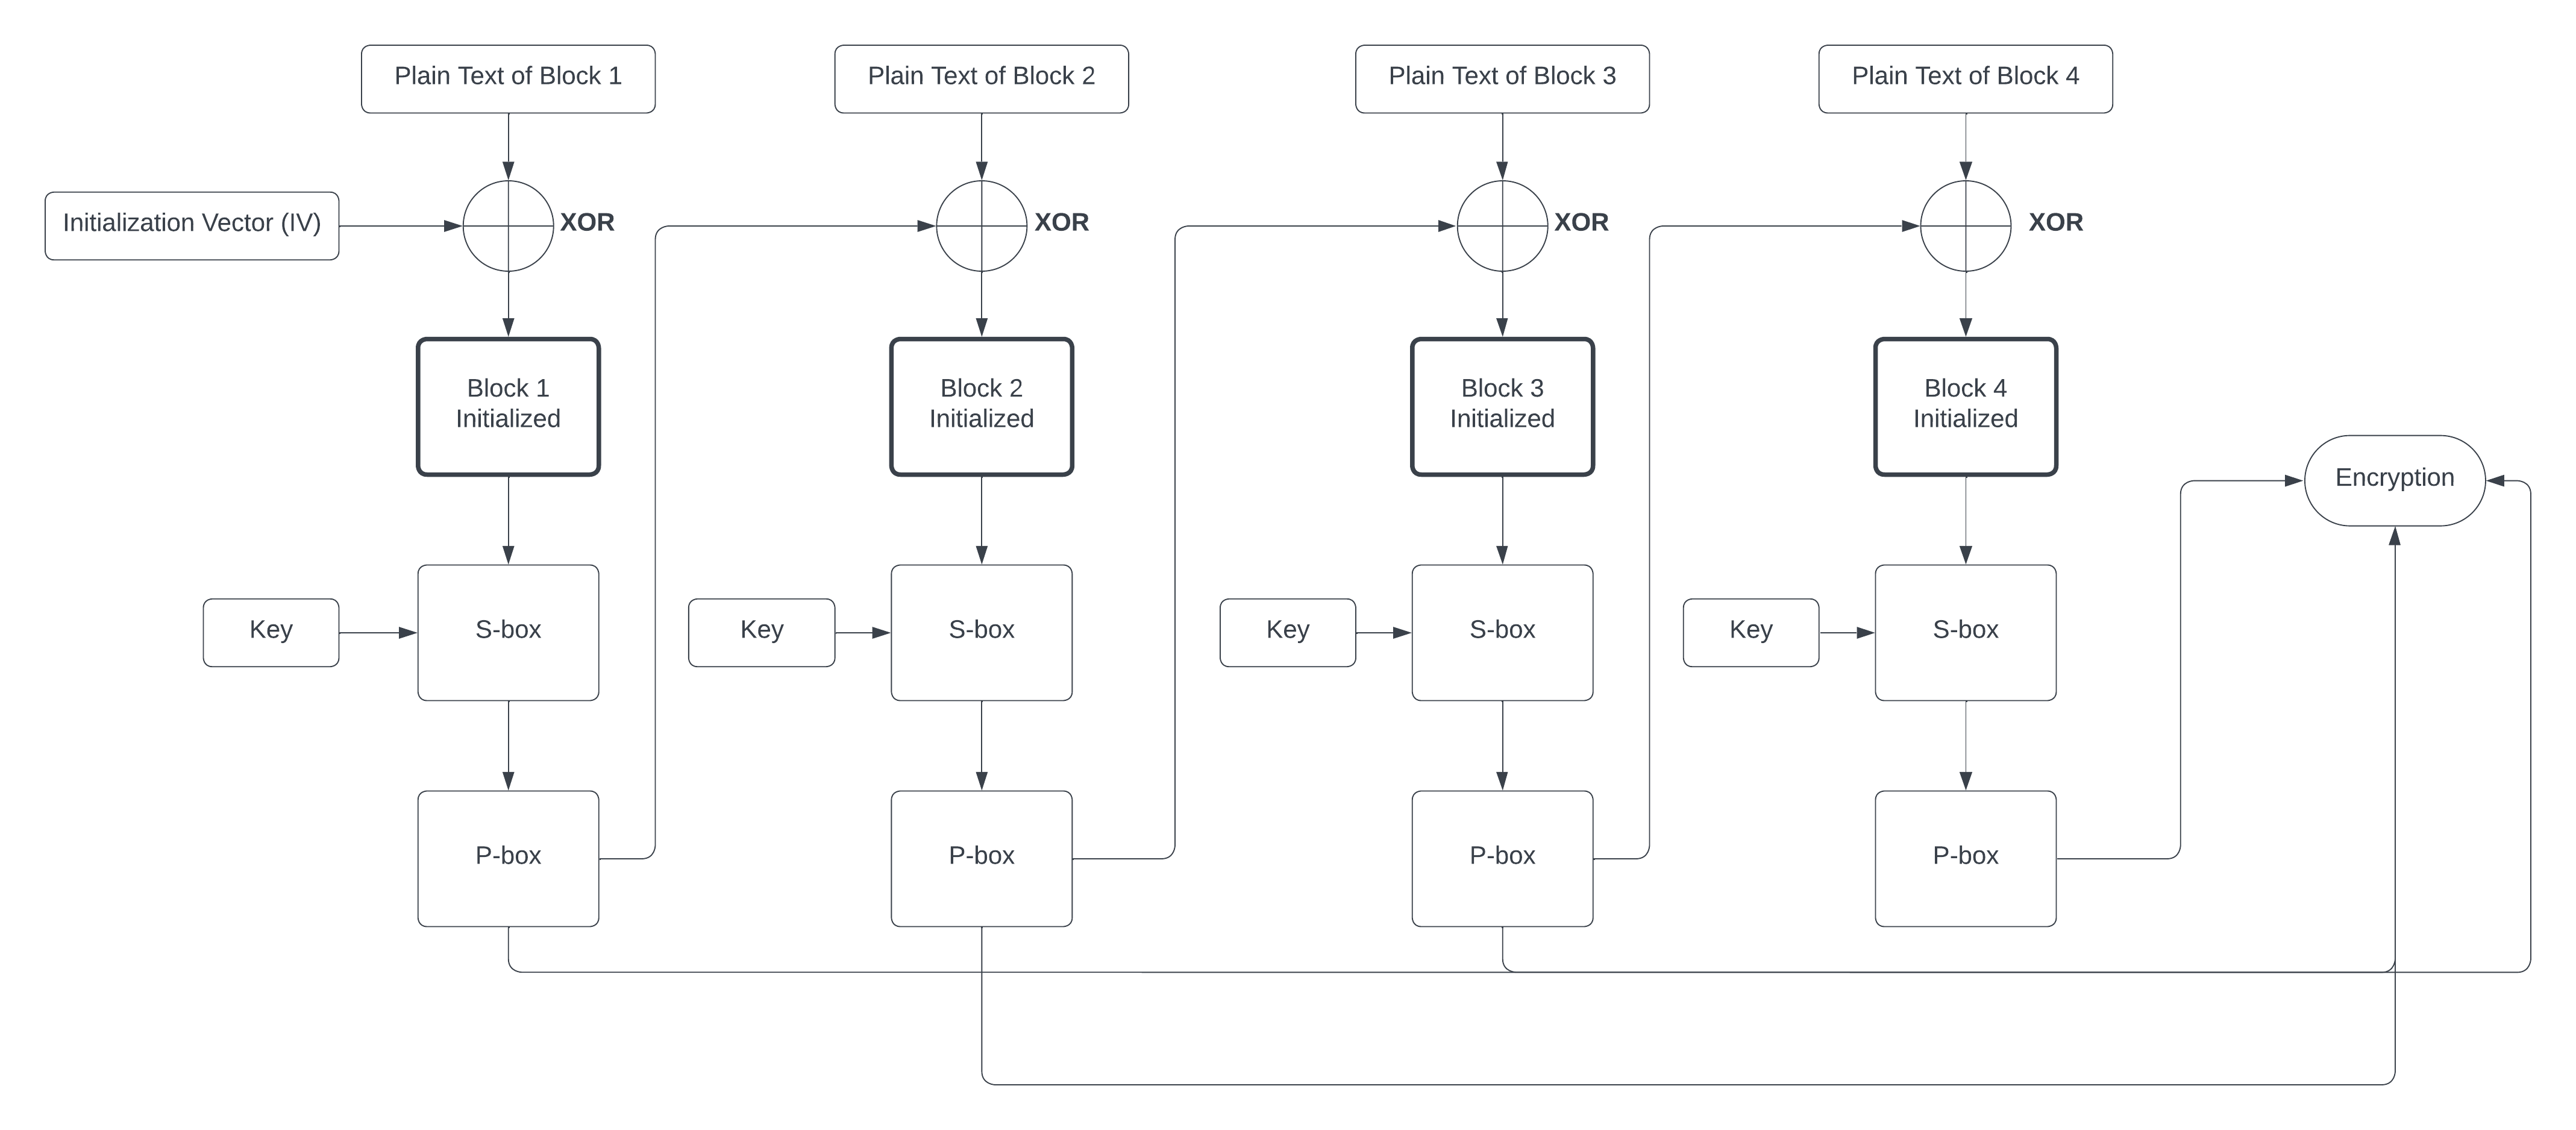 Plain Text of Block 1
Plain Text of Block 2
Plain Text of Block 3
Plain Text of Block 4
Initialization Vector (IV)
XOR
XOR
XOR
XOR
Block 1
Initialized
Block 2
Initialized
Block 3
Initialized
Block 4
Initialized
Encryption
Key
S-box
Key
S-box
Key
S-box
Key
S-box
P-box
P-box
P-box
P-box